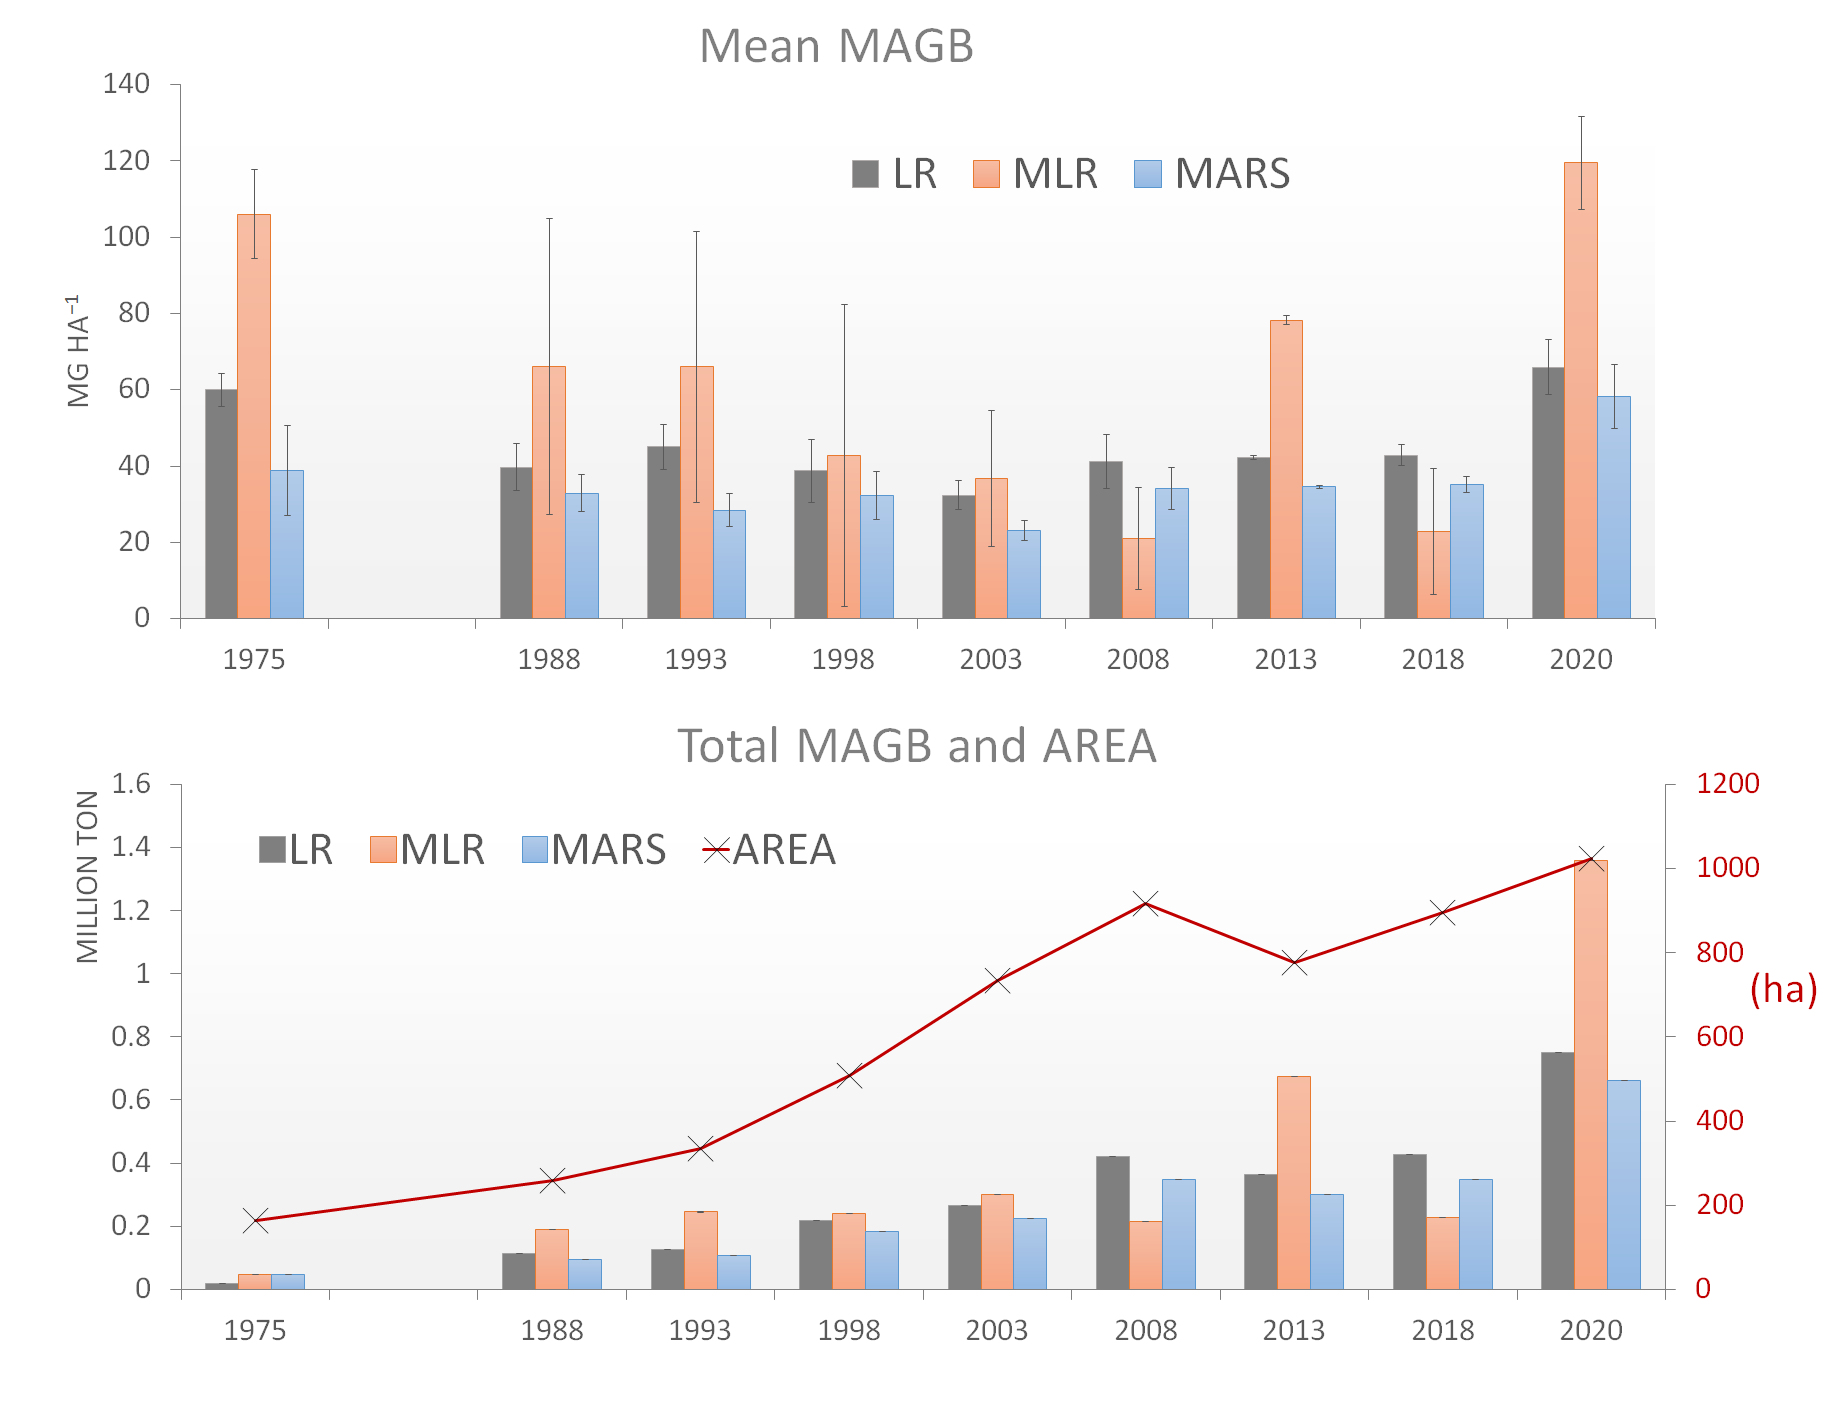 Mean MAGB
140
120
100
80
60
40
20
0
MG HA⁻¹
LR MLR MARS
1975 1988 1993 1998 2003 2008 2013 2018 2020
Total MAGB and AREA
1.6
1.4
1.2
1
0.8
0.6
0.4
0.2
0
MILLION TON
LR MLR MARS AREA
1200
1000
800
600
400
200
0
(ha)
1975 1988 1993 1998 2003 2008 2013 2018 2020